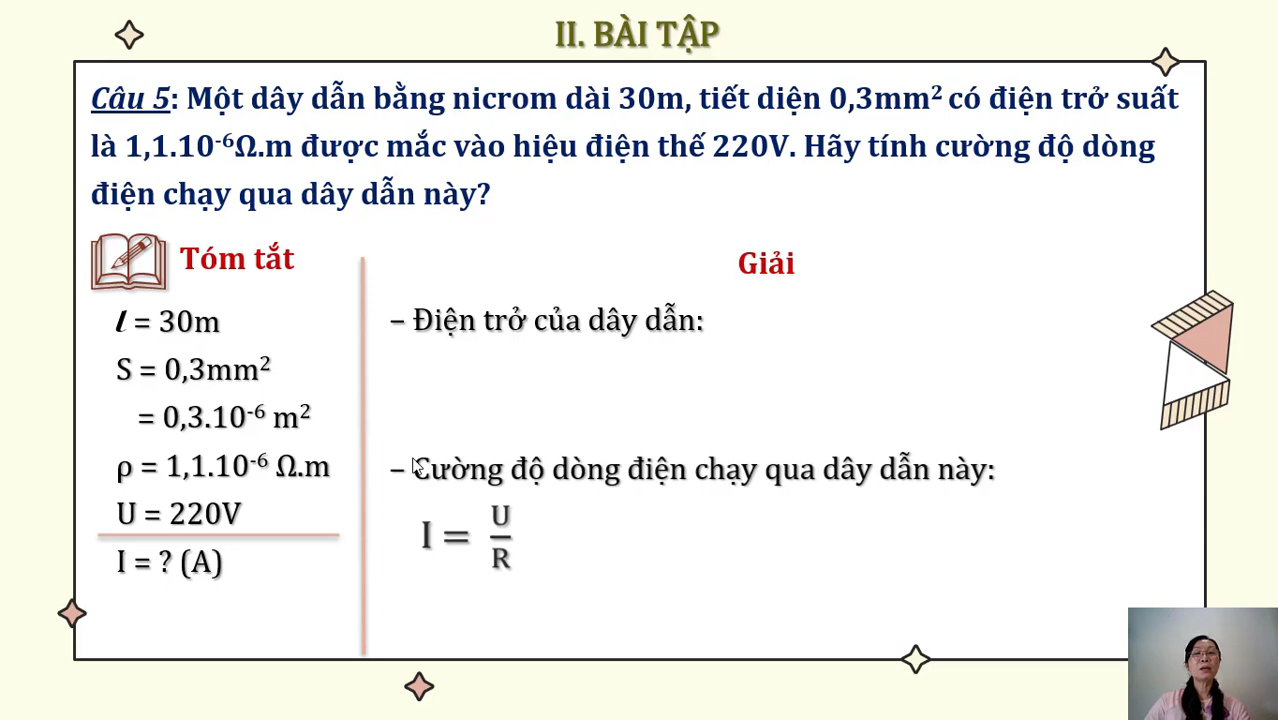 II. BÀI TẬP
Câu 5: Một dây dẫn bằng nicrom dài 30m, tiết diện 0,3mm² có điện trở suất
là 1,1.10⁻⁶Ω.m được mắc vào hiệu điện thế 220V. Hãy tính cường độ dòng
điện chạy qua dây dẫn này?
Tóm tắt
l = 30m
S = 0,3mm²
= 0,3.10⁻⁶ m²
ρ = 1,1.10⁻⁶ Ω.m
U = 220V
I = ? (A)
Giải
– Điện trở của dây dẫn:
– Cường độ dòng điện chạy qua dây dẫn này:
I = U/R